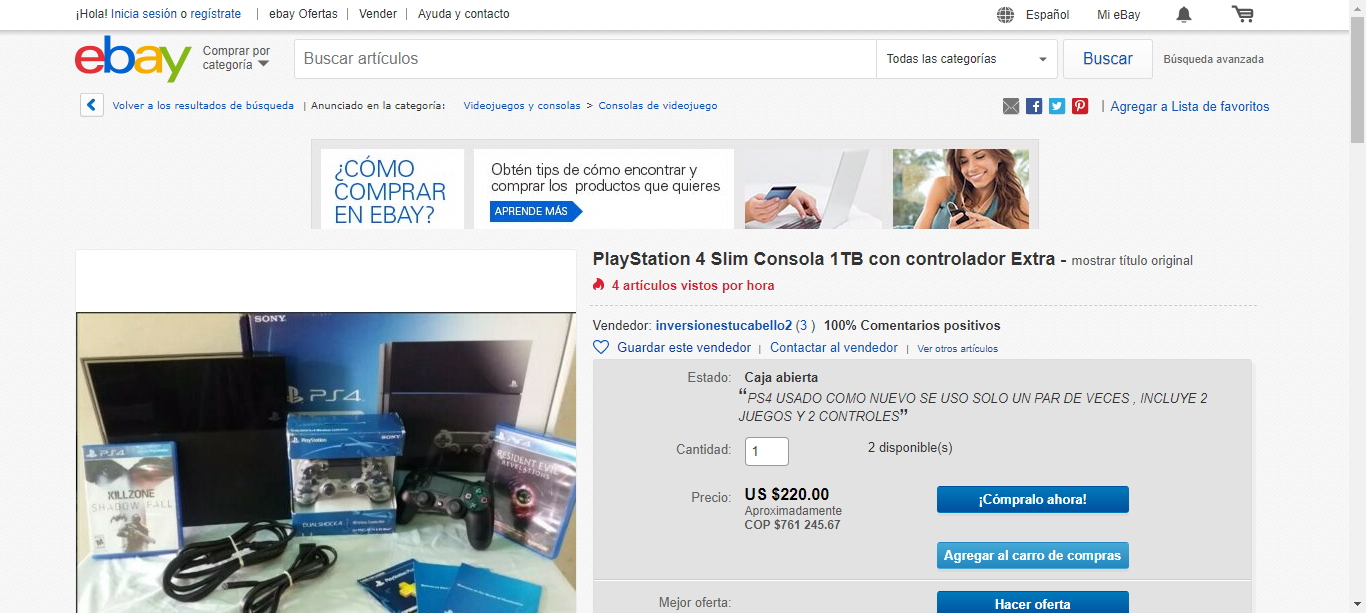 ¡Hola! Inicia sesión o regístrate | ebay Ofertas | Vender | Ayuda y contacto Español Mi eBay
ebay Comprar por categoría Buscar artículos Todas las categorías Buscar Búsqueda avanzada
Volver a los resultados de búsqueda | Anunciado en la categoría: Videojuegos y consolas > Consolas de videojuego | Agregar a Lista de favoritos
¿CÓMO
COMPRAR
EN EBAY?
Obtén tips de cómo encontrar y
comprar los productos que quieres
APRENDE MÁS
PlayStation 4 Slim Consola 1TB con controlador Extra - mostrar título original
4 artículos vistos por hora
Vendedor: inversionestucabello2 (3 ) 100% Comentarios positivos
Guardar este vendedor | Contactar al vendedor | Ver otros artículos
Estado: Caja abierta
“PS4 USADO COMO NUEVO SE USO SOLO UN PAR DE VECES , INCLUYE 2
JUEGOS Y 2 CONTROLES”
Cantidad: 1 2 disponible(s)
Precio: US $220.00 ¡Cómpralo ahora!
Aproximadamente
COP $761 245.67
Agregar al carro de compras
Mejor oferta: Hacer oferta
SONY
PS4
PlayStation SONY
PS4
KILLZONE
SHADOW FALL
DUALSHOCK 4
PS4
RESIDENT EVIL
REVELATIONS